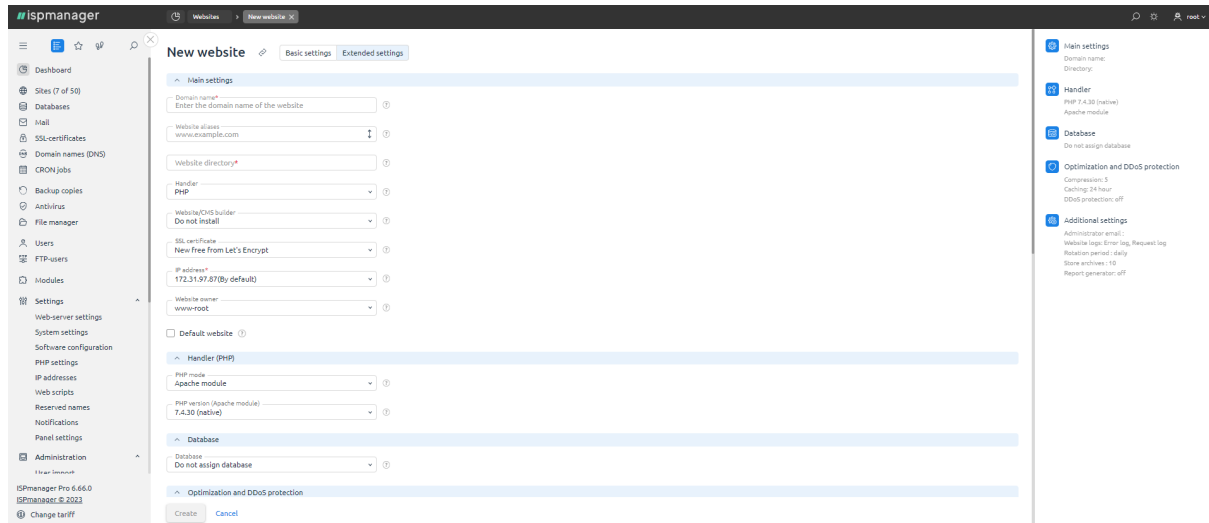 ispmanager
Websites
New website
root
Dashboard
Sites (7 of 50)
Databases
Mail
SSL-certificates
Domain names (DNS)
CRON jobs
Backup copies
Antivirus
File manager
Users
FTP-users
Modules
Settings
Web-server settings
System settings
Software configuration
PHP settings
IP addresses
Web scripts
Reserved names
Notifications
Panel settings
Administration
User import
ISPmanager Pro 6.66.0
ISPmanager © 2023
Change tariff
New website
Basic settings
Extended settings
Main settings
Domain name*
Enter the domain name of the website
Website aliases
www.example.com
Website directory*
Handler
PHP
Website/CMS builder
Do not install
SSL certificate
New free from Let's Encrypt
IP address*
172.31.97.87(By default)
Website owner
www-root
Default website
Handler (PHP)
PHP mode
Apache module
PHP version (Apache module)
7.4.30 (native)
Database
Database
Do not assign database
Optimization and DDoS protection
Create
Cancel
Main settings
Domain name:
Directory:
Handler
PHP 7.4.30 (native)
Apache module
Database
Do not assign database
Optimization and DDoS protection
Compression: 3
Caching: 24 hour
DDoS protection: off
Additional settings
Administrator email :
Website logs: Error log, Request log
Rotation period : daily
Store archives : 10
Report generator: off